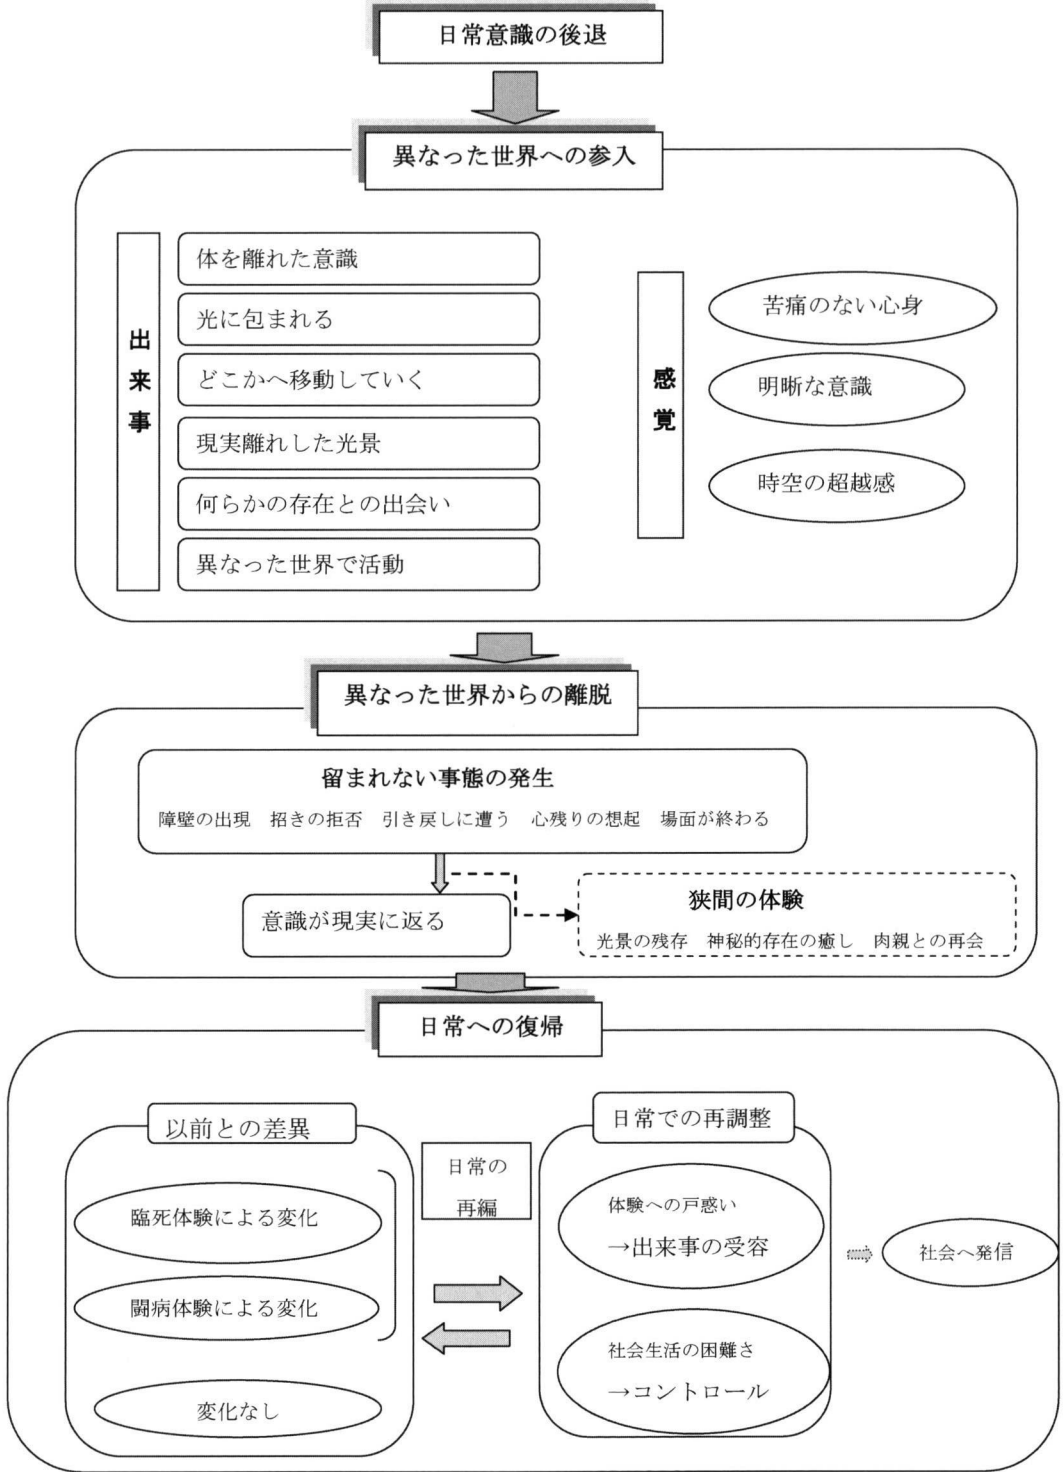 日常意識の後退
異なった世界への参入
出来事
体を離れた意識
光に包まれる
どこかへ移動していく
現実離れした光景
何らかの存在との出会い
異なった世界で活動
感覚
苦痛のない心身
明晰な意識
時空の超越感
異なった世界からの離脱
留まれない事態の発生
障壁の出現　招きの拒否　引き戻しに遭う　心残りの想起　場面が終わる
意識が現実に返る
狭間の体験
光景の残存　神秘的存在の癒し　肉親との再会
日常への復帰
以前との差異
臨死体験による変化
闘病体験による変化
変化なし
日常の
再編
日常での再調整
体験への戸惑い
→出来事の受容
社会生活の困難さ
→コントロール
社会へ発信